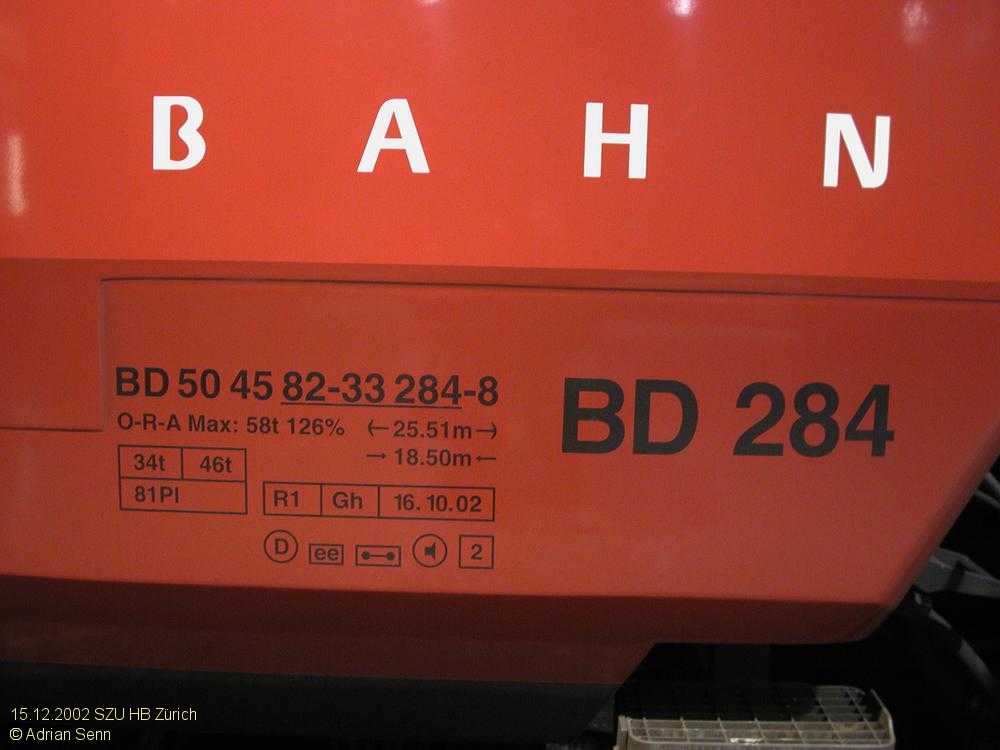 BAHN
BD 50 45 82-33 284-8
BD 284
O-R-A Max: 58t 126% ←25.51m→
→18.50m←
34t 46t
81Pl
R1 Gh 16.10.02
D ee 2
15.12.2002 SZU HB Zürich
© Adrian Senn